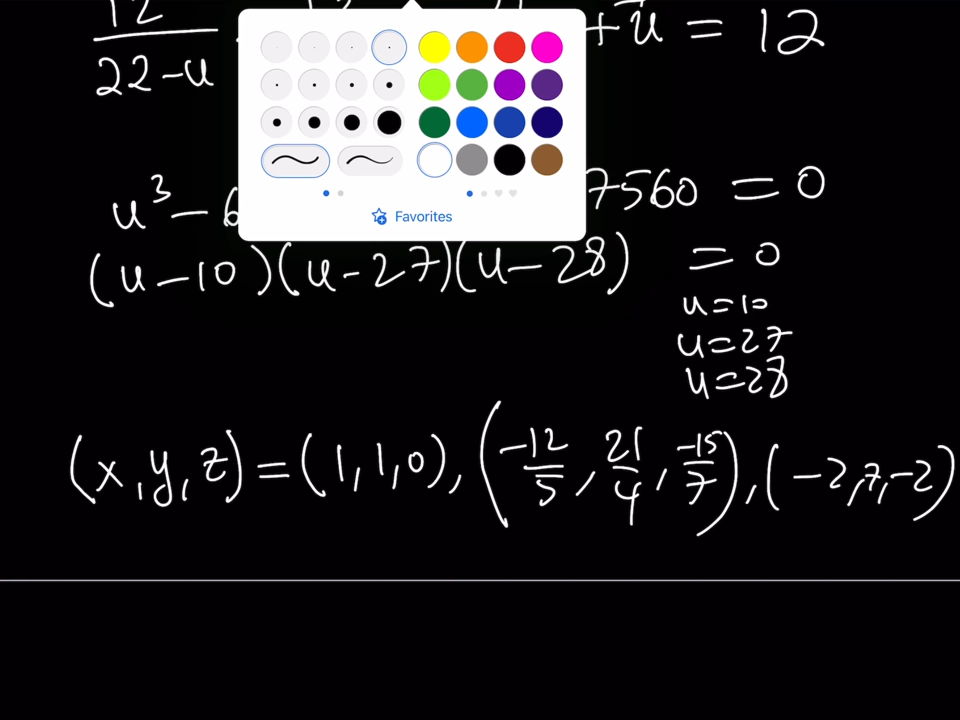 12
22-u
+ u = 12
u³ - 6
7560 = 0
Favorites
(u-10)(u-27)(u-28) = 0
u=10
u=27
u=28
(x,y,z) = (1,1,0), (-12/5, 21/4, -15/7), (-2,7,-2)